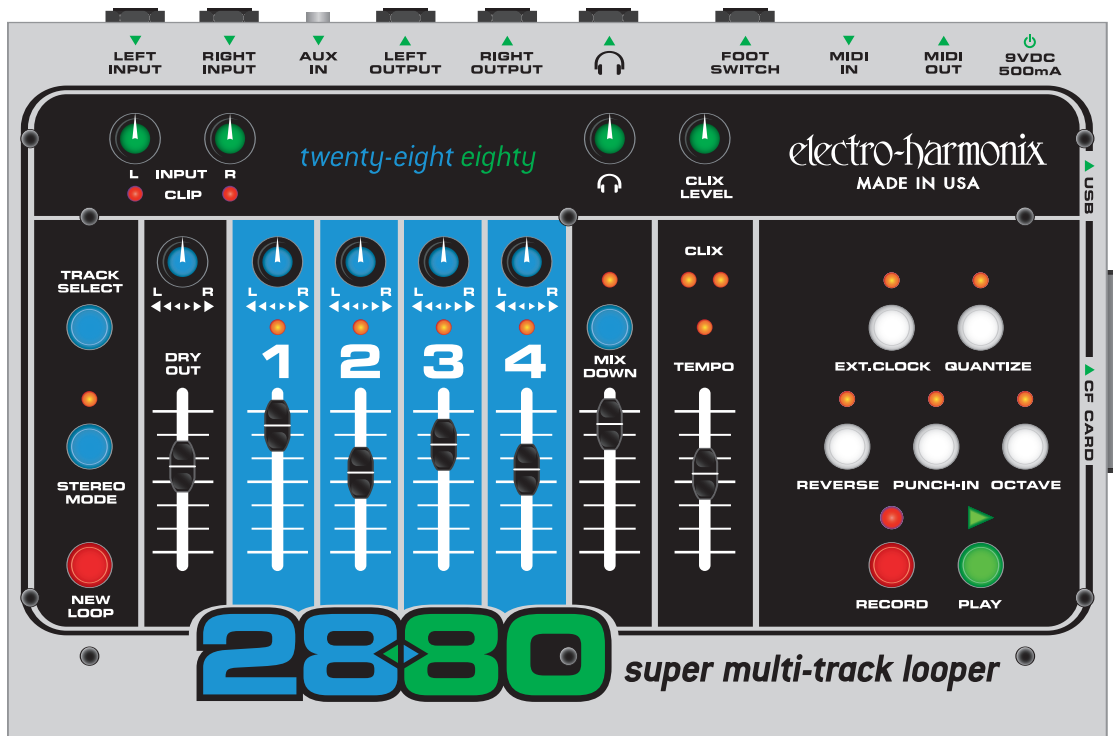 LEFT INPUT
RIGHT INPUT
AUX IN
LEFT OUTPUT
RIGHT OUTPUT
FOOT SWITCH
MIDI IN
MIDI OUT
9VDC 500mA
L INPUT R
CLIP
twenty-eight eighty
CLIX LEVEL
electro-harmonix
MADE IN USA
USB
TRACK SELECT
L R
L R
L R
L R
L R
CLIX
DRY OUT
1
2
3
4
MIX DOWN
TEMPO
EXT.CLOCK QUANTIZE
CF CARD
STEREO MODE
REVERSE PUNCH-IN OCTAVE
NEW LOOP
RECORD PLAY
2880
super multi-track looper